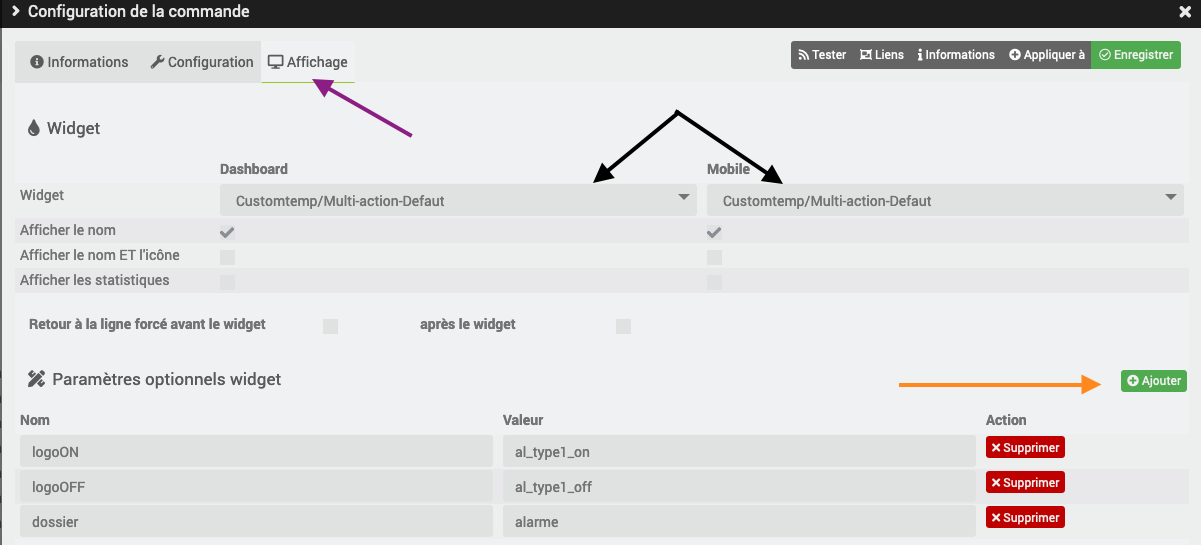 Configuration de la commande
Informations Configuration Affichage Tester Liens Informations Appliquer à Enregistrer
Widget
Dashboard Mobile
Widget Customtemp/Multi-action-Defaut Customtemp/Multi-action-Defaut
Afficher le nom
Afficher le nom ET l'icône
Afficher les statistiques
Retour à la ligne forcé avant le widget après le widget
Paramètres optionnels widget Ajouter
Nom Valeur Action
logoON al_type1_on Supprimer
logoOFF al_type1_off Supprimer
dossier alarme Supprimer